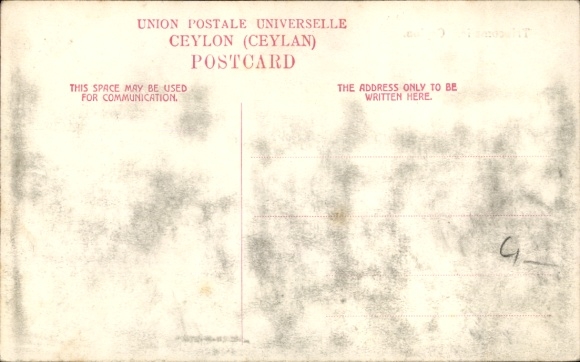 UNION POSTALE UNIVERSELLE
CEYLON (CEYLAN)
POSTCARD
THIS SPACE MAY BE USED
FOR COMMUNICATION.
THE ADDRESS ONLY TO BE
WRITTEN HERE.